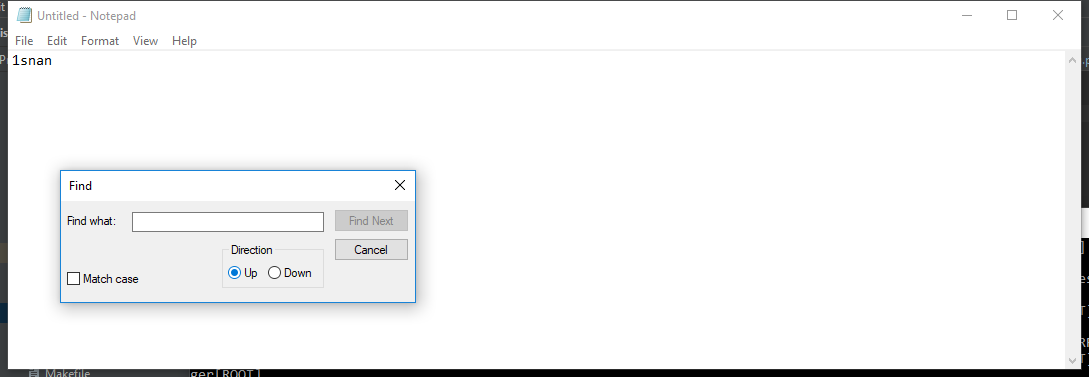 Untitled - Notepad
File Edit Format View Help
1snan
Find
Find what:
Find Next
Direction
Cancel
Up Down
Match case
Makefile
ger[ROOT]